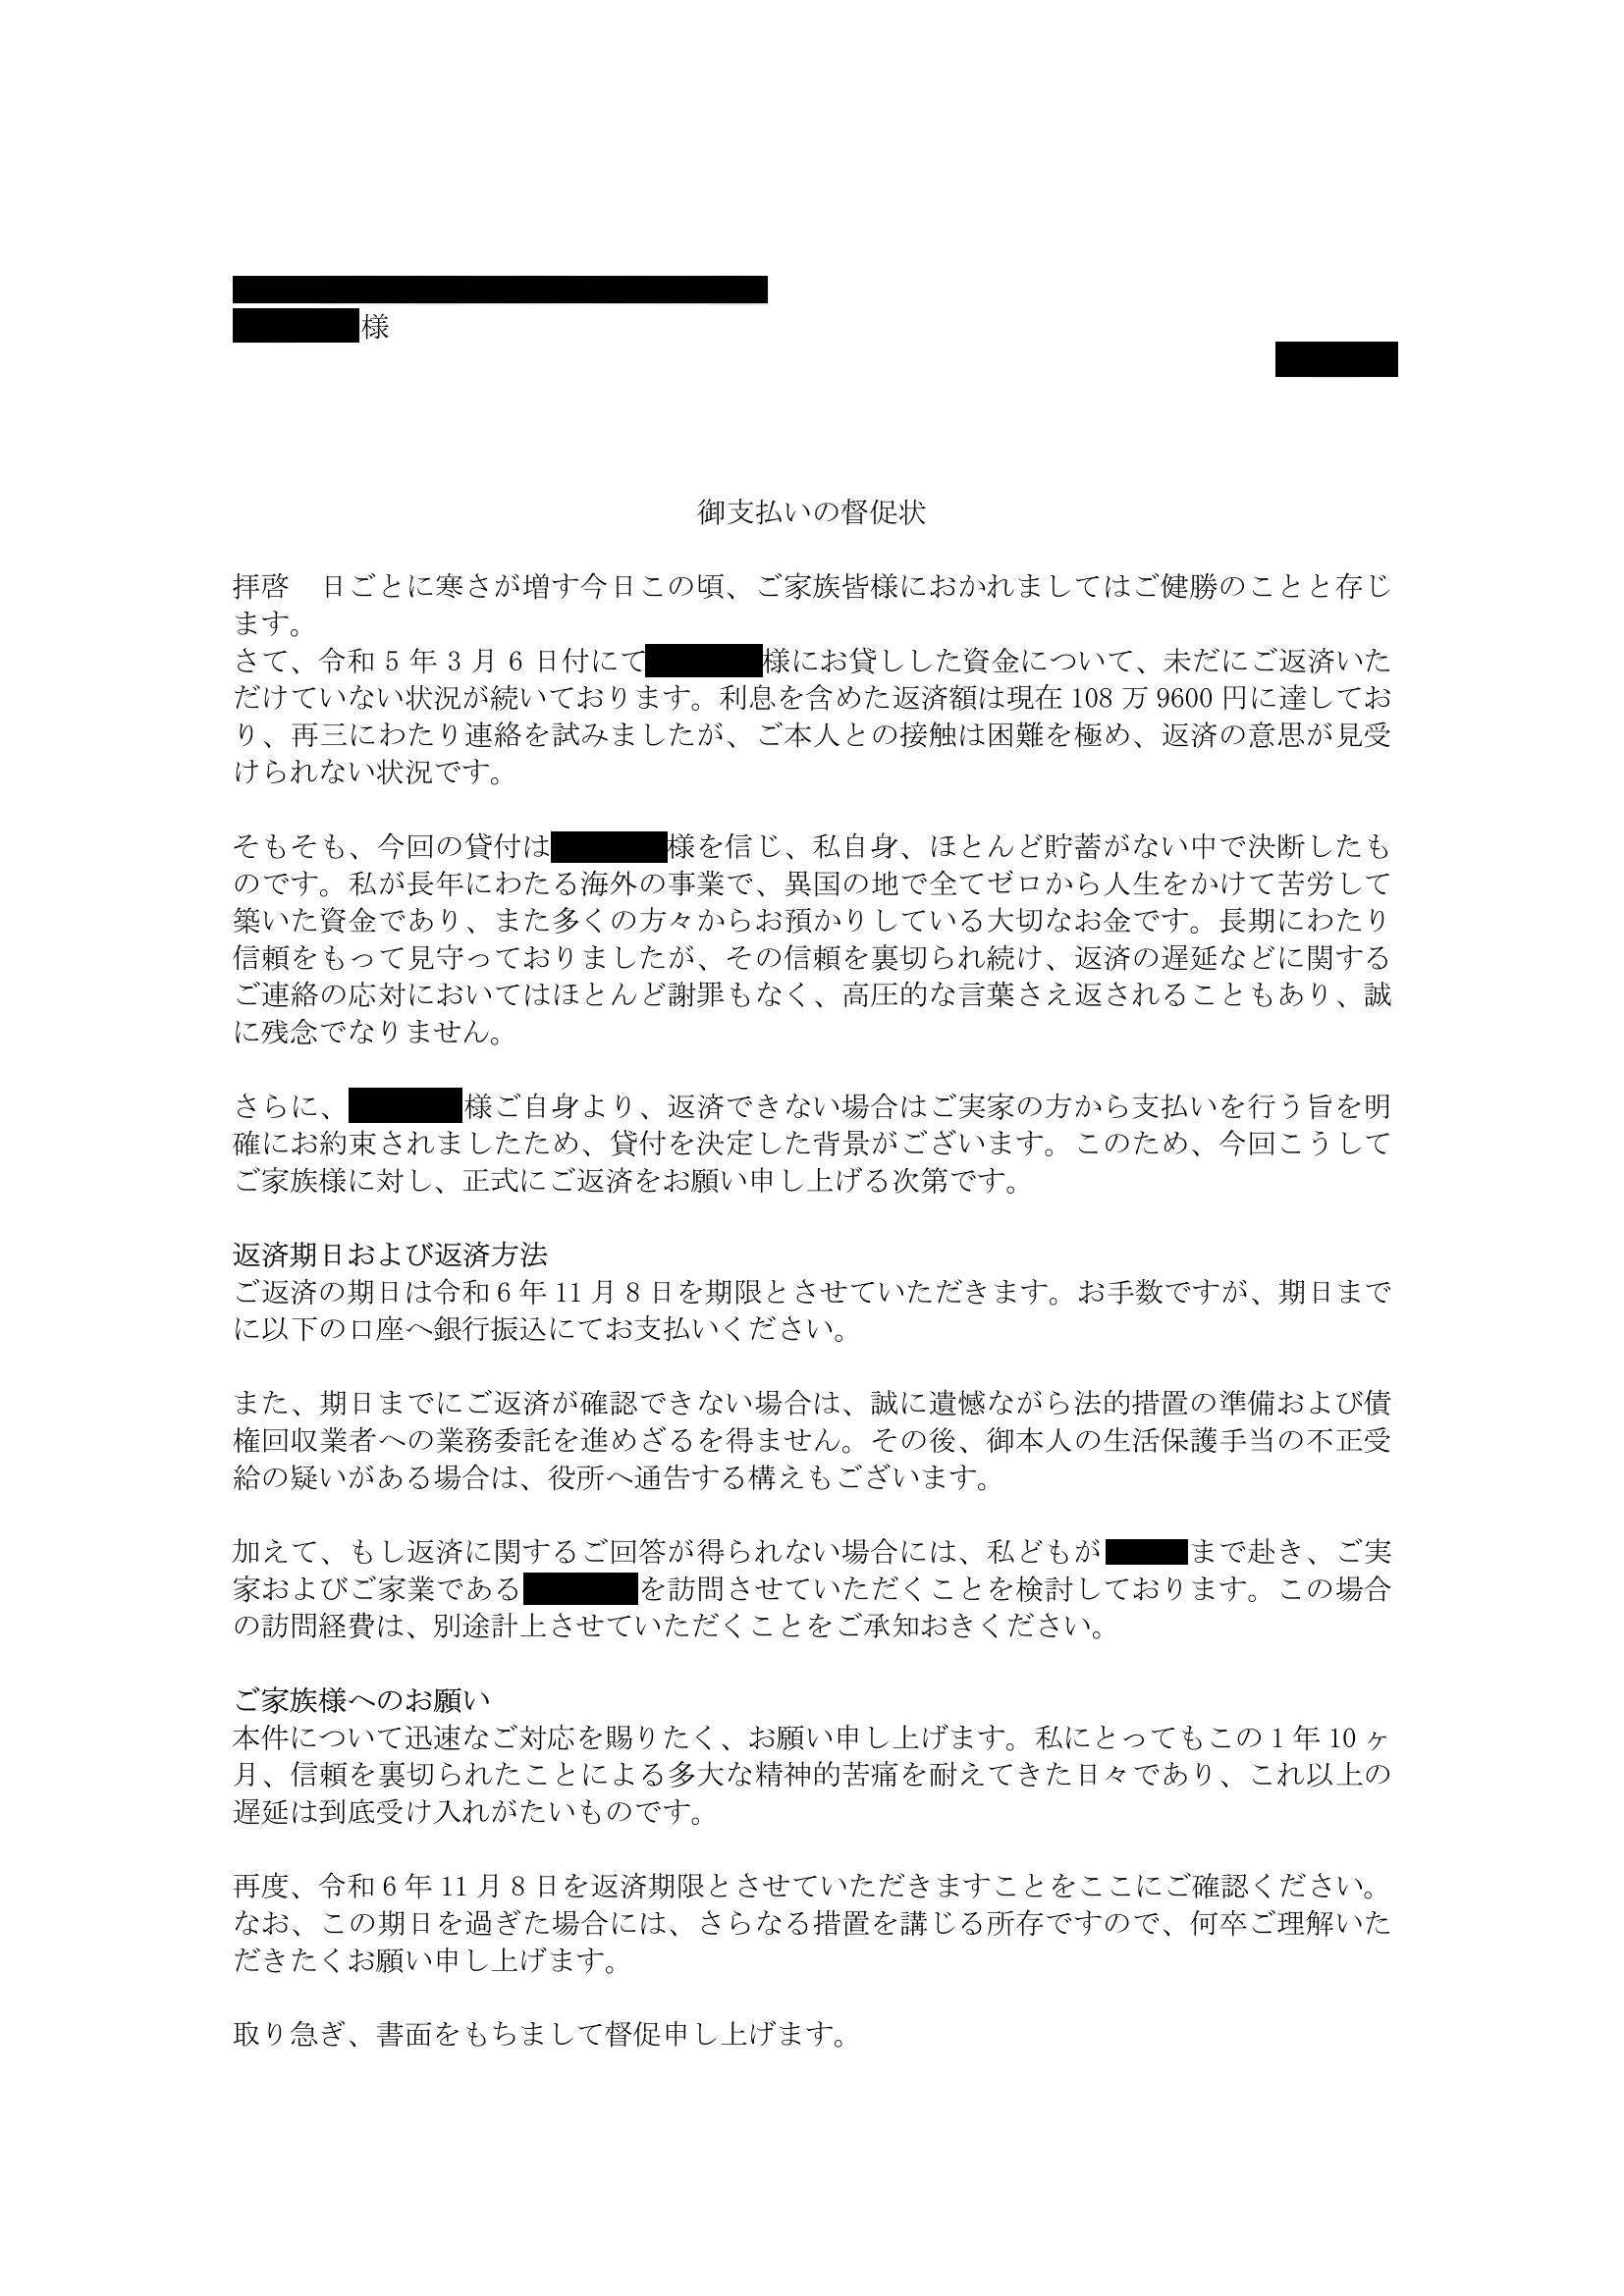 様
御支払いの督促状
拝啓　日ごとに寒さが増す今日この頃、ご家族皆様におかれましてはご健勝のことと存じ
ます。
さて、令和 5 年 3 月 6 日付にて様にお貸しした資金について、未だにご返済いた
だけていない状況が続いております。利息を含めた返済額は現在 108 万 9600 円に達してお
り、再三にわたり連絡を試みましたが、ご本人との接触は困難を極め、返済の意思が見受
けられない状況です。
そもそも、今回の貸付は様を信じ、私自身、ほとんど貯蓄がない中で決断したも
のです。私が長年にわたる海外の事業で、異国の地で全てゼロから人生をかけて苦労して
築いた資金であり、また多くの方々からお預かりしている大切なお金です。長期にわたり
信頼をもって見守っておりましたが、その信頼を裏切られ続け、返済の遅延などに関する
ご連絡の応対においてはほとんど謝罪もなく、高圧的な言葉さえ返されることもあり、誠
に残念でなりません。
さらに、様ご自身より、返済できない場合はご実家の方から支払いを行う旨を明
確にお約束されましたため、貸付を決定した背景がございます。このため、今回こうして
ご家族様に対し、正式にご返済をお願い申し上げる次第です。
返済期日および返済方法
ご返済の期日は令和 6 年 11 月 8 日を期限とさせていただきます。お手数ですが、期日まで
に以下の口座へ銀行振込にてお支払いください。
また、期日までにご返済が確認できない場合は、誠に遺憾ながら法的措置の準備および債
権回収業者への業務委託を進めざるを得ません。その後、御本人の生活保護手当の不正受
給の疑いがある場合は、役所へ通告する構えもございます。
加えて、もし返済に関するご回答が得られない場合には、私どもがまで赴き、ご実
家およびご家業であるを訪問させていただくことを検討しております。この場合
の訪問経費は、別途計上させていただくことをご承知おきください。
ご家族様へのお願い
本件について迅速なご対応を賜りたく、お願い申し上げます。私にとってもこの 1 年 10 ヶ
月、信頼を裏切られたことによる多大な精神的苦痛を耐えてきた日々であり、これ以上の
遅延は到底受け入れがたいものです。
再度、令和 6 年 11 月 8 日を返済期限とさせていただきますことをここにご確認ください。
なお、この期日を過ぎた場合には、さらなる措置を講じる所存ですので、何卒ご理解いた
だきたくお願い申し上げます。
取り急ぎ、書面をもちまして督促申し上げます。